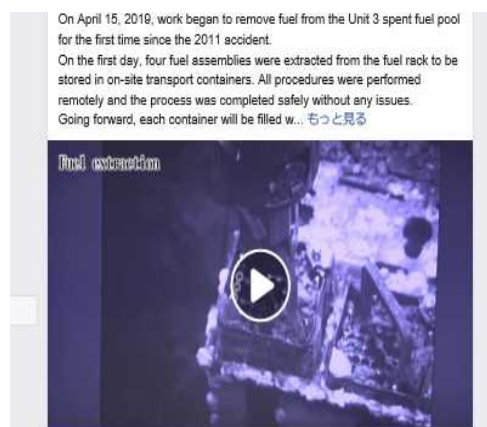 On April 15, 2019, work began to remove fuel from the Unit 3 spent fuel pool
for the first time since the 2011 accident.
On the first day, four fuel assemblies were extracted from the fuel rack to be
stored in on-site transport containers. All procedures were performed
remotely and the process was completed safely without any issues.
Going forward, each container will be filled w... もっと見る
Fuel extraction